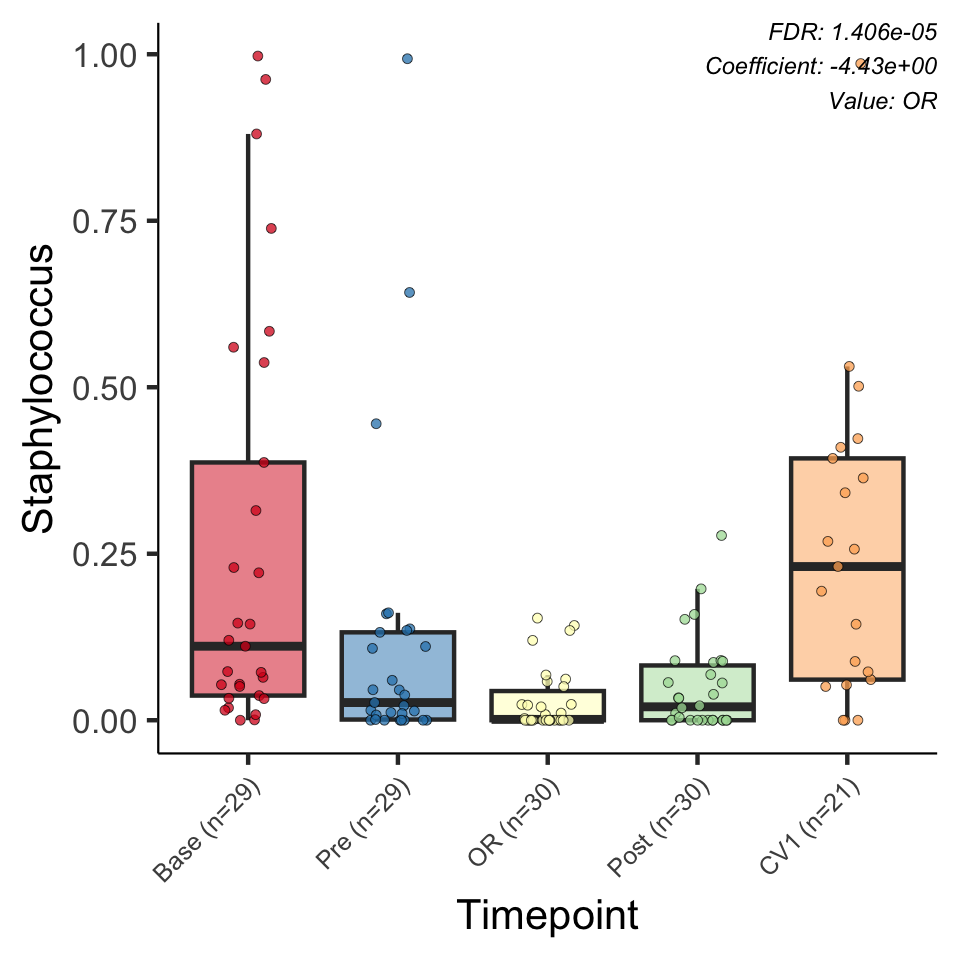 FDR: 1.406e-05
Coefficient: -4.43e+00
Value: OR
Staphylococcus
1.00
0.75
0.50
0.25
0.00
Base (n=29)
Pre (n=29)
OR (n=30)
Post (n=30)
CV1 (n=21)
Timepoint